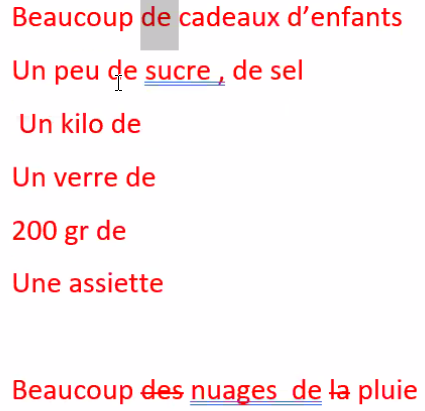 Beaucoup de cadeaux d’enfants
Un peu de sucre , de sel
Un kilo de
Un verre de
200 gr de
Une assiette
Beaucoup des nuages  de la pluie